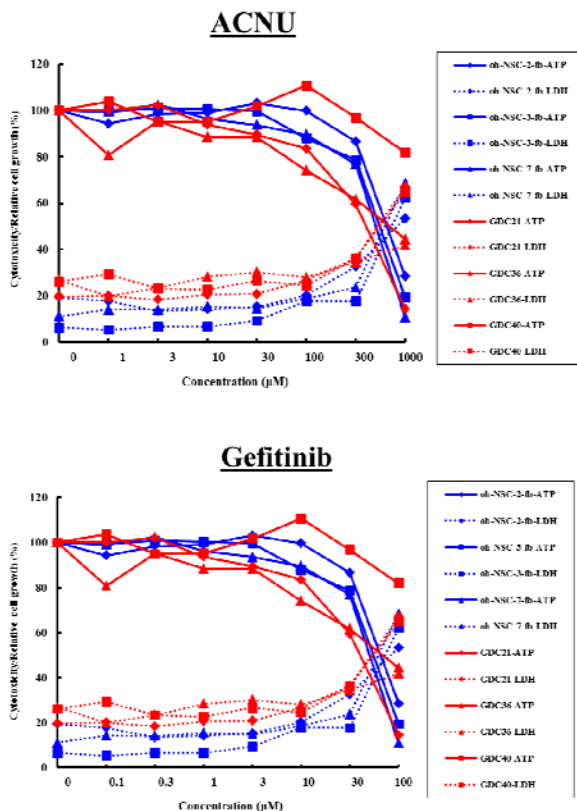 ACNU
120
100
80
60
40
20
0
Cytotoxicity/Relative cell growth (%)
0 1 3 10 30 100 300 1000
Concentration (µM)
oh-NSC-2-fb-ATP
oh-NSC-2-fb-LDH
oh-NSC-3-fb-ATP
oh-NSC-3-fb-LDH
oh-NSC-7-fb-ATP
oh-NSC-7-fb-LDH
GDC21-ATP
GDC21-LDH
GDC36-ATP
GDC36-LDH
GDC40-ATP
GDC40-LDH
Gefitinib
120
100
80
60
40
20
0
Cytotoxicity/Relative cell growth (%)
0 0.1 0.3 1 3 10 30 100
Concentration (µM)
oh-NSC-2-fb-ATP
oh-NSC-2-fb-LDH
oh-NSC-3-fb-ATP
oh-NSC-3-fb-LDH
oh-NSC-7-fb-ATP
oh-NSC-7-fb-LDH
GDC21-ATP
GDC21-LDH
GDC36-ATP
GDC36-LDH
GDC40-ATP
GDC40-LDH